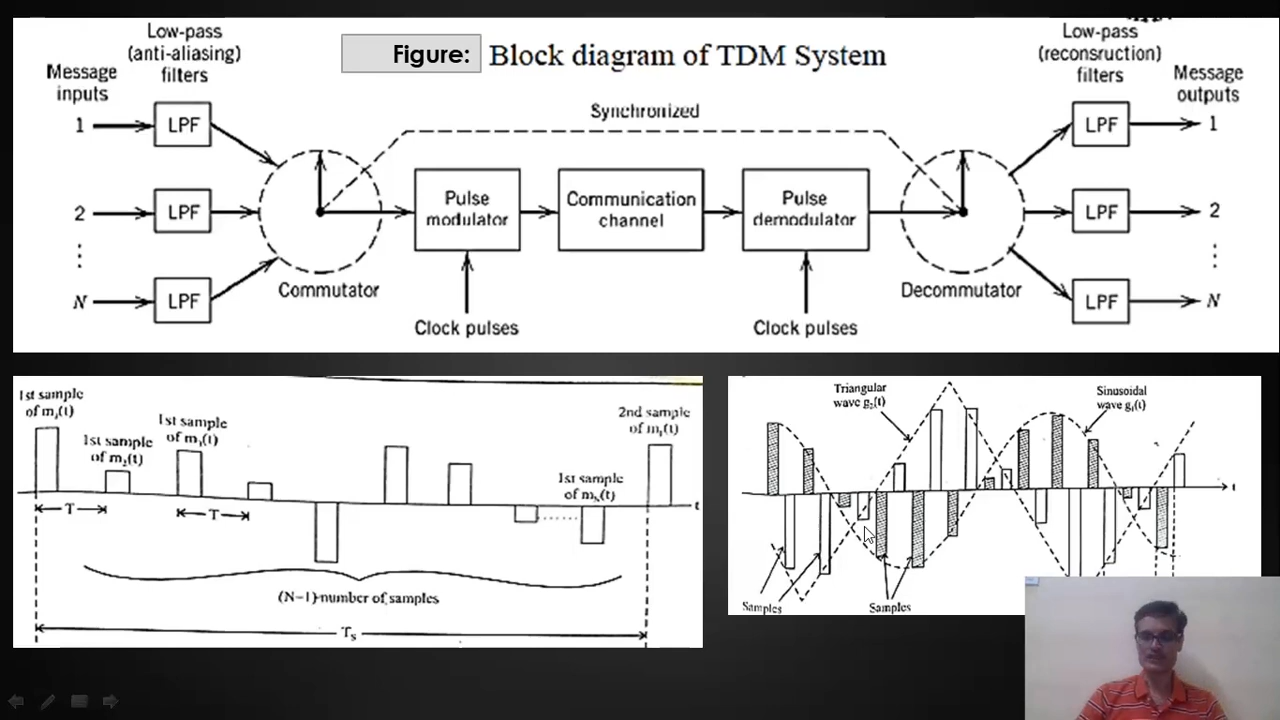 Figure: Block diagram of TDM System
Low-pass
(anti-aliasing)
filters
Message
inputs
1
2
N
LPF
LPF
LPF
Commutator
Synchronized
Pulse
modulator
Clock pulses
Communication
channel
Pulse
demodulator
Clock pulses
Decommutator
Low-pass
(reconsruction)
filters
LPF
LPF
LPF
Message
outputs
1
2
N
1st sample
of m₁(t)
1st sample
of m₂(t)
1st sample
of m₃(t)
T
T
1st sample
of mN(t)
2nd sample
of m₁(t)
t
(N-1) number of samples
Ts
Triangular
wave g₂(t)
Sinusoidal
wave g₁(t)
t
Samples
Samples